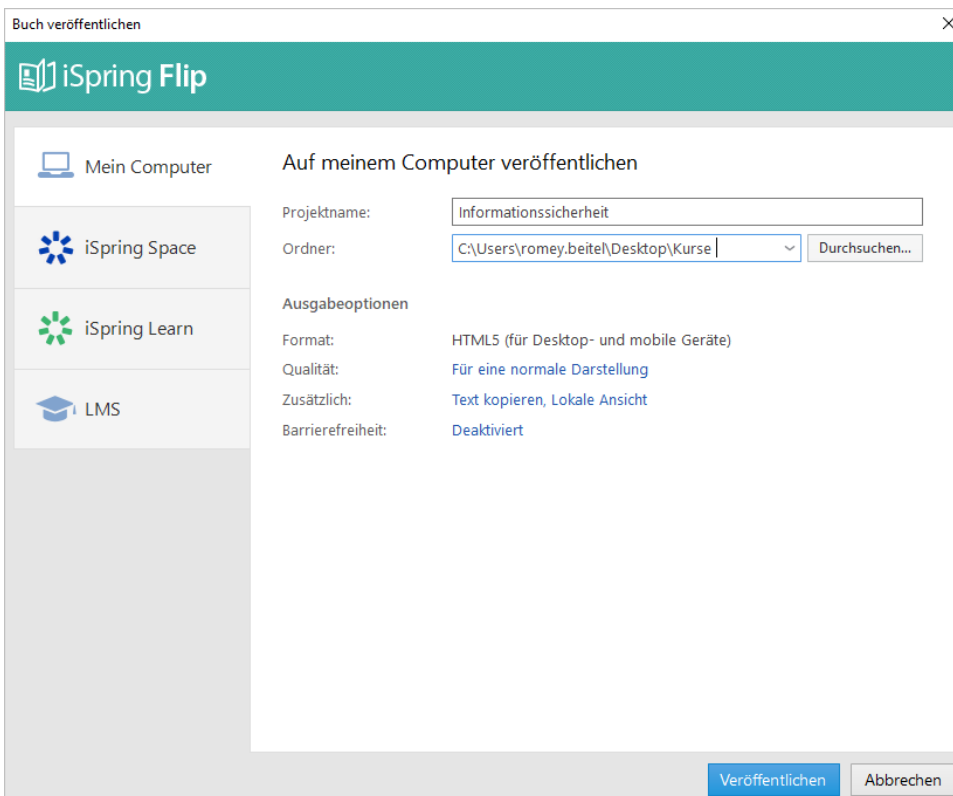 Buch veröffentlichen
iSpring Flip
Mein Computer
iSpring Space
iSpring Learn
LMS
Auf meinem Computer veröffentlichen
Projektname: Informationssicherheit
Ordner: C:\Users\romey.beitel\Desktop\Kurse Durchsuchen...
Ausgabeoptionen
Format: HTML5 (für Desktop- und mobile Geräte)
Qualität: Für eine normale Darstellung
Zusätzlich: Text kopieren, Lokale Ansicht
Barrierefreiheit: Deaktiviert
Veröffentlichen Abbrechen